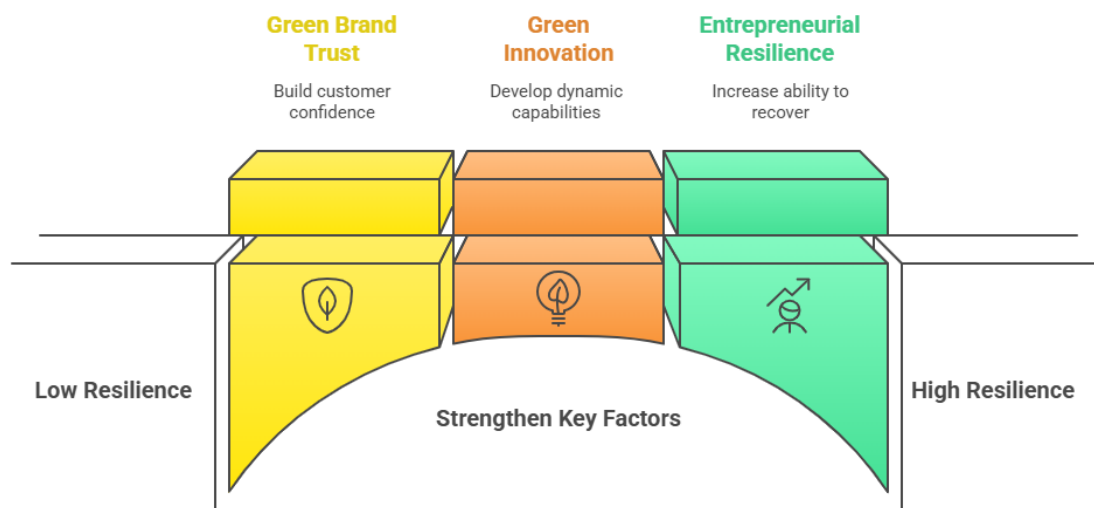 Green Brand
Trust
Build customer
confidence
Green
Innovation
Develop dynamic
capabilities
Entrepreneurial
Resilience
Increase ability to
recover
Low Resilience
Strengthen Key Factors
High Resilience